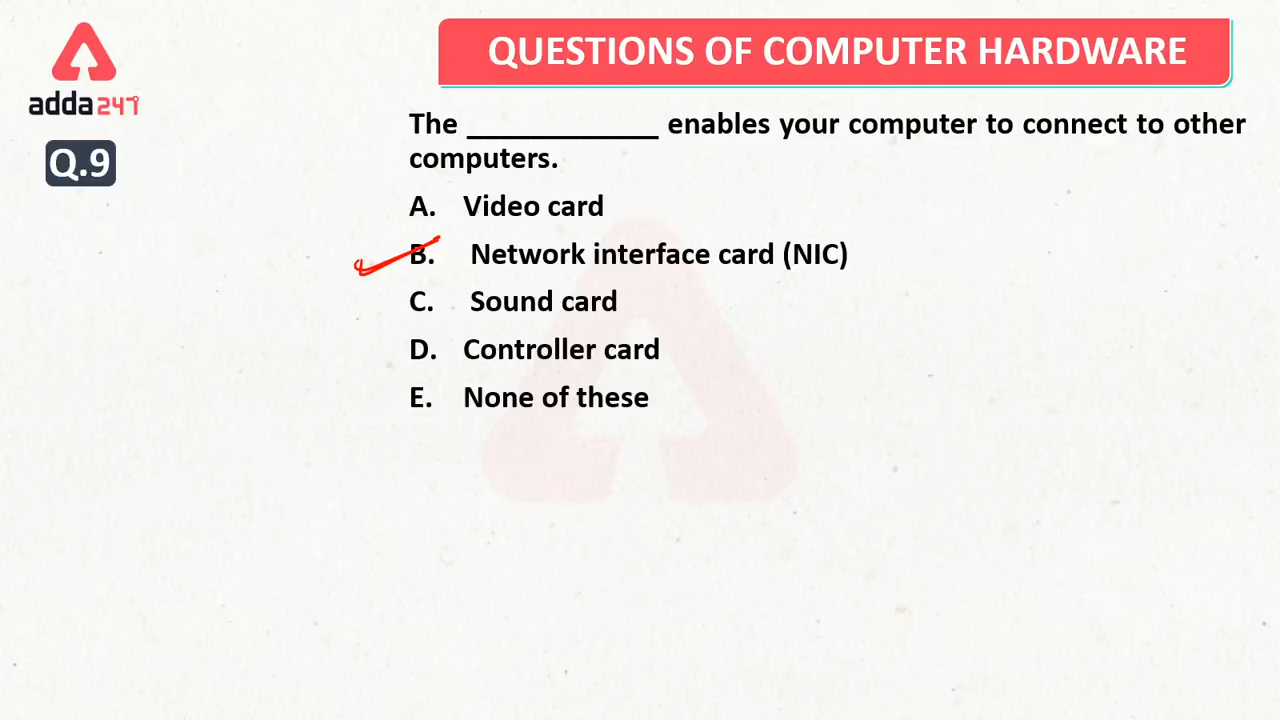 adda247
QUESTIONS OF COMPUTER HARDWARE
Q.9
The _____________ enables your computer to connect to other
computers.
A. Video card
B. Network interface card (NIC)
C. Sound card
D. Controller card
E. None of these